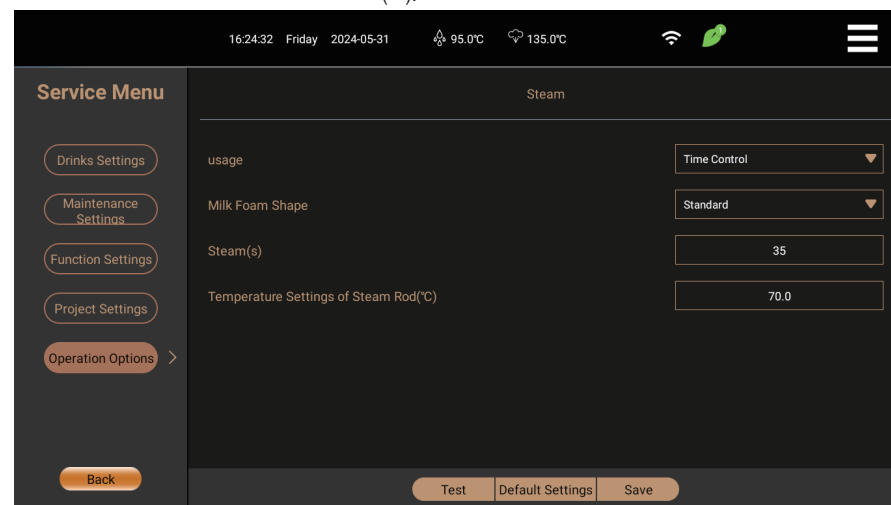 16:24:32 Friday 2024-05-31 95.0℃ 135.0℃ 1
Service Menu
Steam
Drinks Settings
Maintenance
Settings
Function Settings
Project Settings
Operation Options >
usage Time Control
Milk Foam Shape Standard
Steam(s) 35
Temperature Settings of Steam Rod(℃) 70.0
Back
Test Default Settings Save